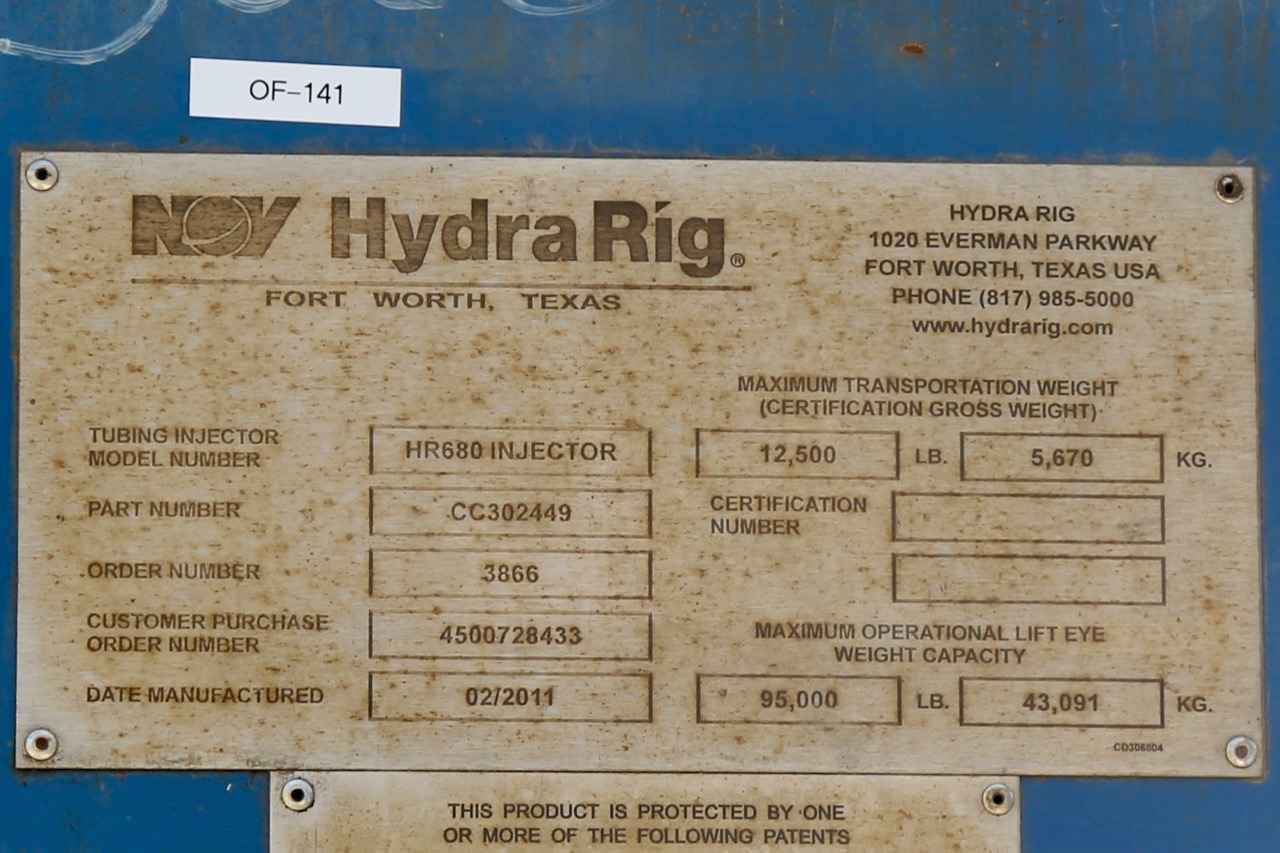 OF-141
NOV Hydra Rig®
FORT WORTH, TEXAS
HYDRA RIG
1020 EVERMAN PARKWAY
FORT WORTH, TEXAS USA
PHONE (817) 985-5000
www.hydrarig.com
MAXIMUM TRANSPORTATION WEIGHT
(CERTIFICATION GROSS WEIGHT)
TUBING INJECTOR
MODEL NUMBER
HR680 INJECTOR
12,500 LB. 5,670 KG.
PART NUMBER CC302449
CERTIFICATION
NUMBER
ORDER NUMBER 3866
CUSTOMER PURCHASE
ORDER NUMBER
4500728433
MAXIMUM OPERATIONAL LIFT EYE
WEIGHT CAPACITY
DATE MANUFACTURED 02/2011
95,000 LB. 43,091 KG.
THIS PRODUCT IS PROTECTED BY ONE
OR MORE OF THE FOLLOWING PATENTS